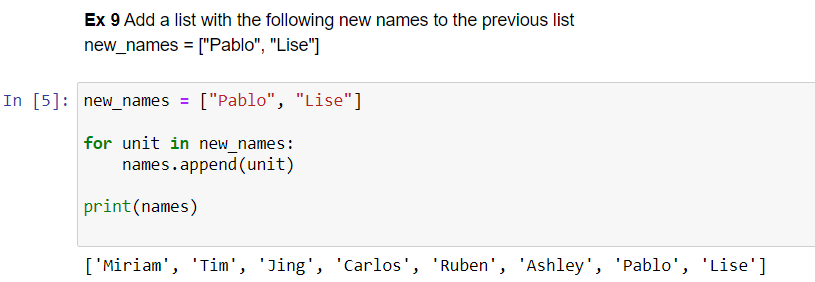 Ex 9 Add a list with the following new names to the previous list
new_names = ["Pablo", "Lise"]
In [5]: new_names = ["Pablo", "Lise"]
for unit in new_names:
    names.append(unit)
print(names)
['Miriam', 'Tim', 'Jing', 'Carlos', 'Ruben', 'Ashley', 'Pablo', 'Lise']